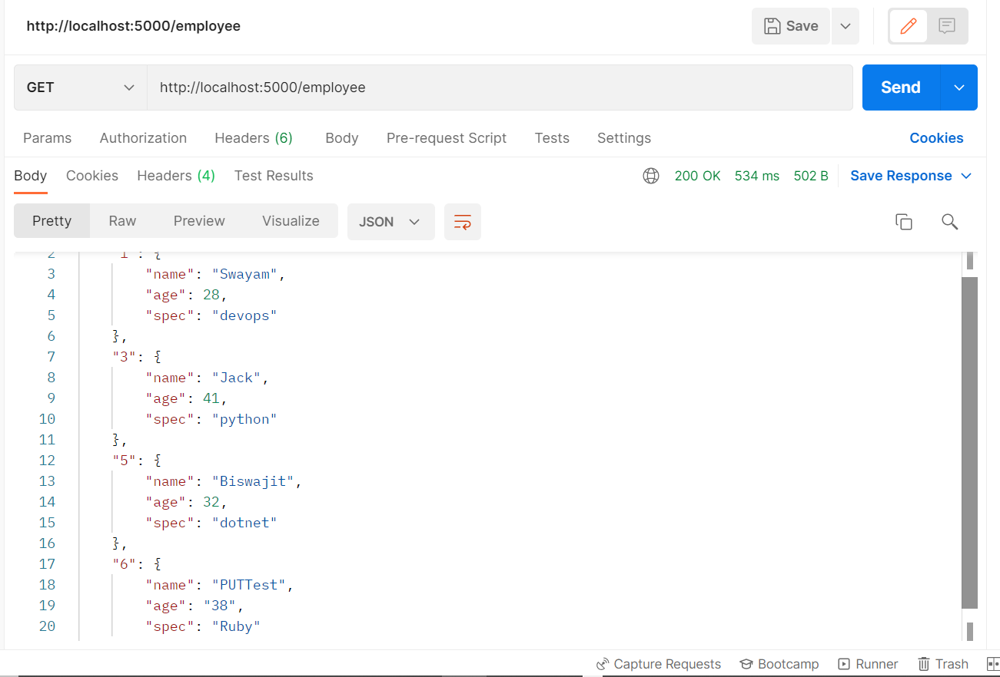 http://localhost:5000/employee Save
GET http://localhost:5000/employee Send
Params Authorization Headers (6) Body Pre-request Script Tests Settings Cookies
Body Cookies Headers (4) Test Results 200 OK 534 ms 502 B Save Response
Pretty Raw Preview Visualize JSON
2 "1": {
3 "name": "Swayam",
4 "age": 28,
5 "spec": "devops"
6 },
7 "3": {
8 "name": "Jack",
9 "age": 41,
10 "spec": "python"
11 },
12 "5": {
13 "name": "Biswajit",
14 "age": 32,
15 "spec": "dotnet"
16 },
17 "6": {
18 "name": "PUTTest",
19 "age": "38",
20 "spec": "Ruby"
Capture Requests Bootcamp Runner Trash